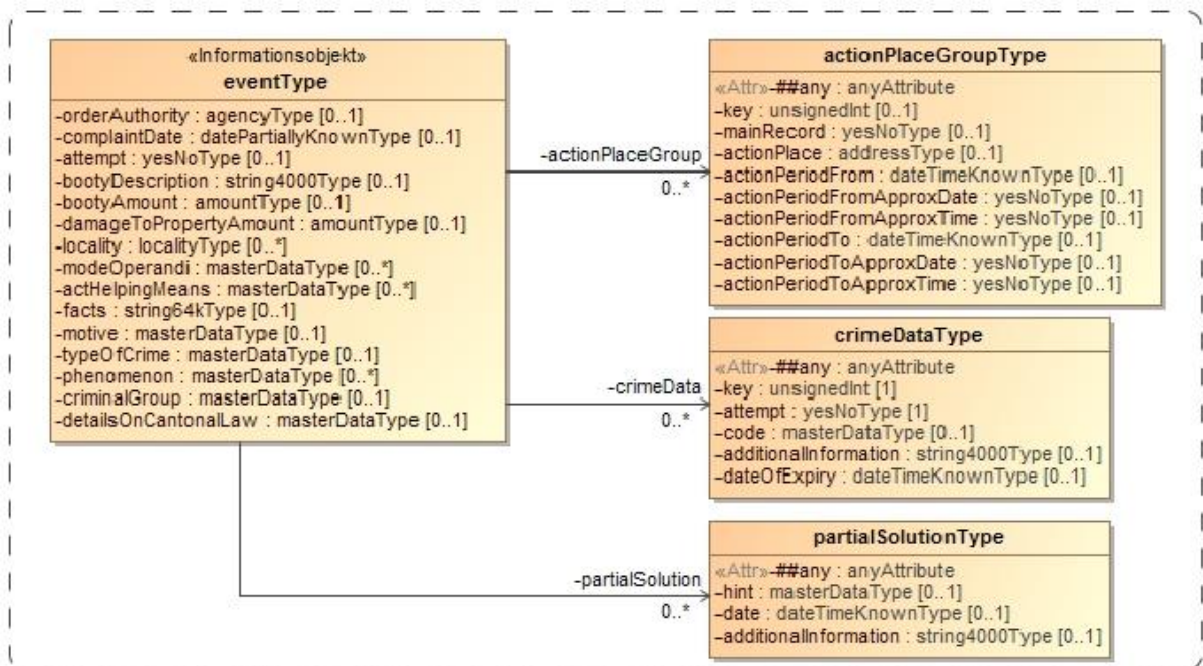 «Informationsobjekt»
eventType
-orderAuthority : agencyType [0..1]
-complaintDate : datePartiallyKnownType [0..1]
-attempt : yesNoType [0..1]
-bootyDescription : string4000Type [0..1]
-bootyAmount : amountType [0..1]
-damageToPropertyAmount : amountType [0..1]
-locality : localityType [0..*]
-modeOperandi : masterDataType [0..*]
-actHelpingMeans : masterDataType [0..*]
-facts : string64kType [0..1]
-motive : masterDataType [0..1]
-typeOfCrime : masterDataType [0..1]
-phenomenon : masterDataType [0..*]
-criminalGroup : masterDataType [0..1]
-detailsOnCantonalLaw : masterDataType [0..1]
-actionPlaceGroup
0..*
actionPlaceGroupType
«Attr»-##any : anyAttribute
-key : unsignedInt [0..1]
-mainRecord : yesNoType [0..1]
-actionPlace : addressType [0..1]
-actionPeriodFrom : dateTimeKnownType [0..1]
-actionPeriodFromApproxDate : yesNoType [0..1]
-actionPeriodFromApproxTime : yesNoType [0..1]
-actionPeriodTo : dateTimeKnownType [0..1]
-actionPeriodToApproxDate : yesNoType [0..1]
-actionPeriodToApproxTime : yesNoType [0..1]
-crimeData
0..*
crimeDataType
«Attr»-##any : anyAttribute
-key : unsignedInt [1]
-attempt : yesNoType [1]
-code : masterDataType [0..1]
-additionalInformation : string4000Type [0..1]
-dateOfExpiry : dateTimeKnownType [0..1]
-partialSolution
0..*
partialSolutionType
«Attr»-##any : anyAttribute
-hint : masterDataType [0..1]
-date : dateTimeKnownType [0..1]
-additionalInformation : string4000Type [0..1]